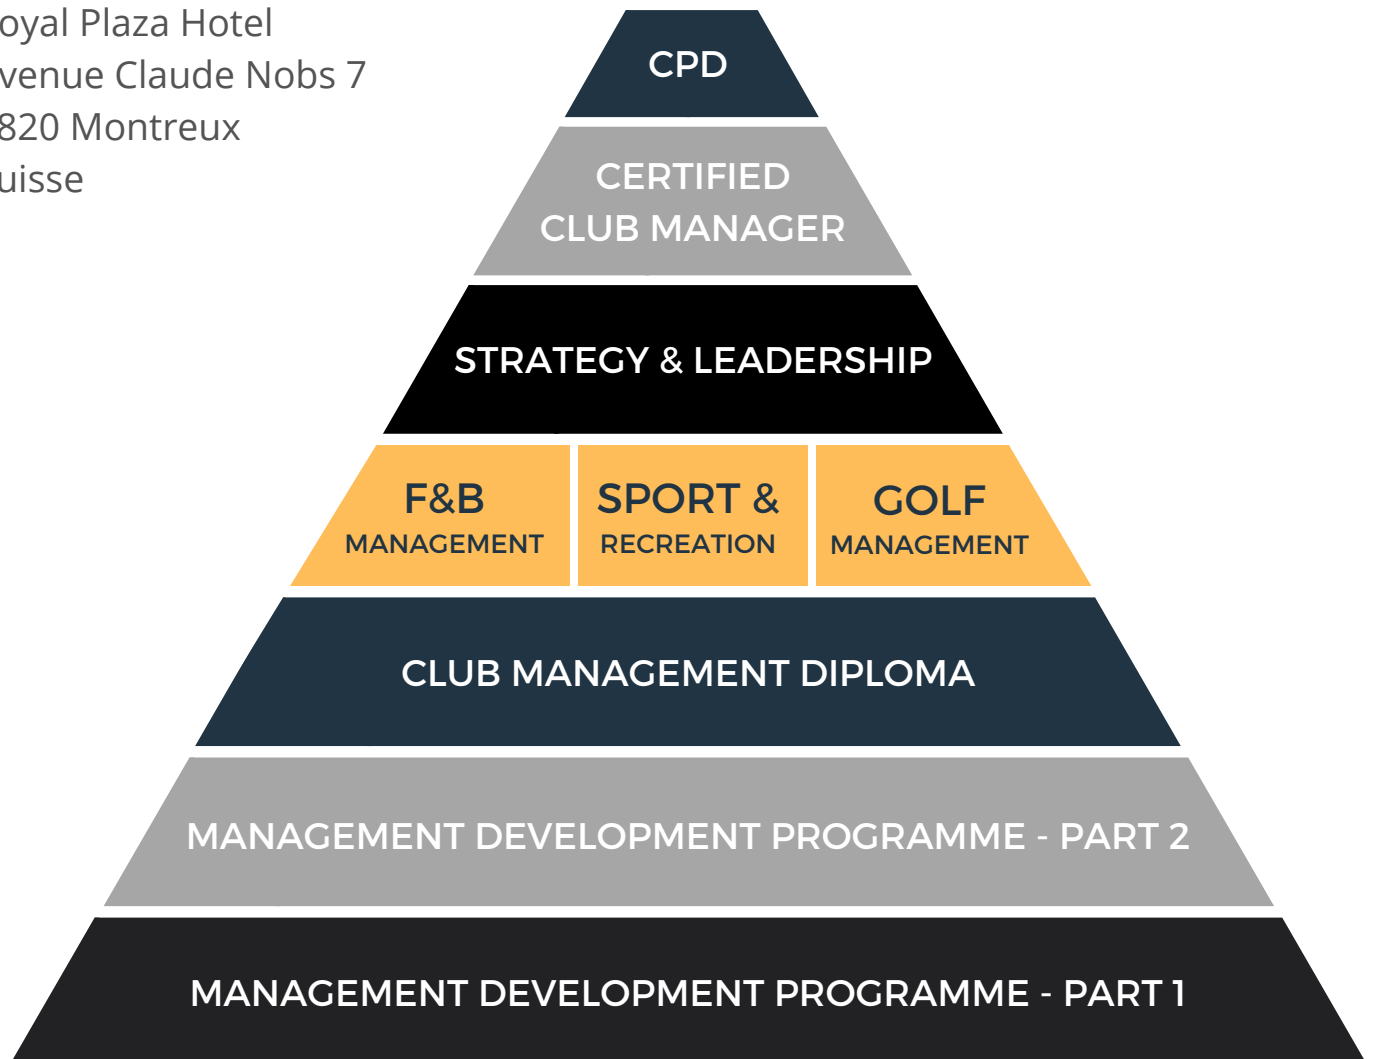 oyal Plaza Hotel
venue Claude Nobs 7
820 Montreux
uisse
CPD
CERTIFIED
CLUB MANAGER
STRATEGY & LEADERSHIP
F&B
MANAGEMENT
SPORT &
RECREATION
GOLF
MANAGEMENT
CLUB MANAGEMENT DIPLOMA
MANAGEMENT DEVELOPMENT PROGRAMME - PART 2
MANAGEMENT DEVELOPMENT PROGRAMME - PART 1